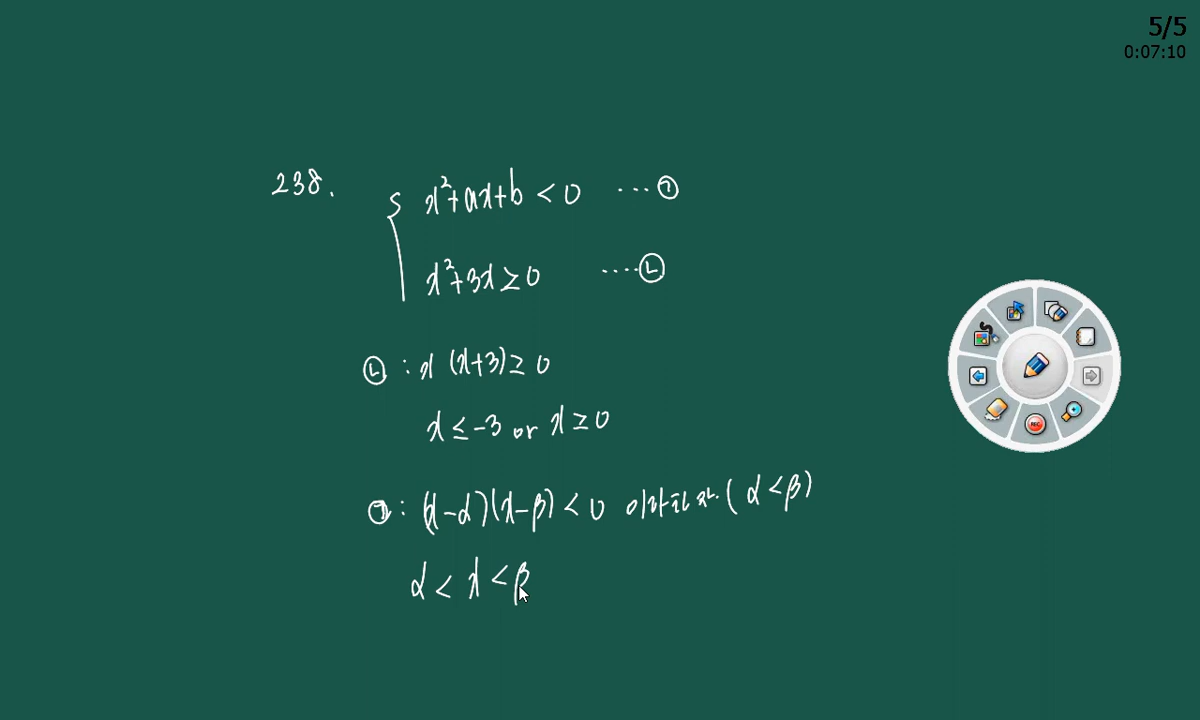 5/5
0:07:10
238. x²+ax+b < 0 ····㉠
x²+3x ≥ 0 ····㉡
㉡ : x (x+3) ≥ 0
x ≤ -3 or x ≥ 0
㉠ : (x-α)(x-β) < 0 이라하자. (α < β)
α < x < β
REC